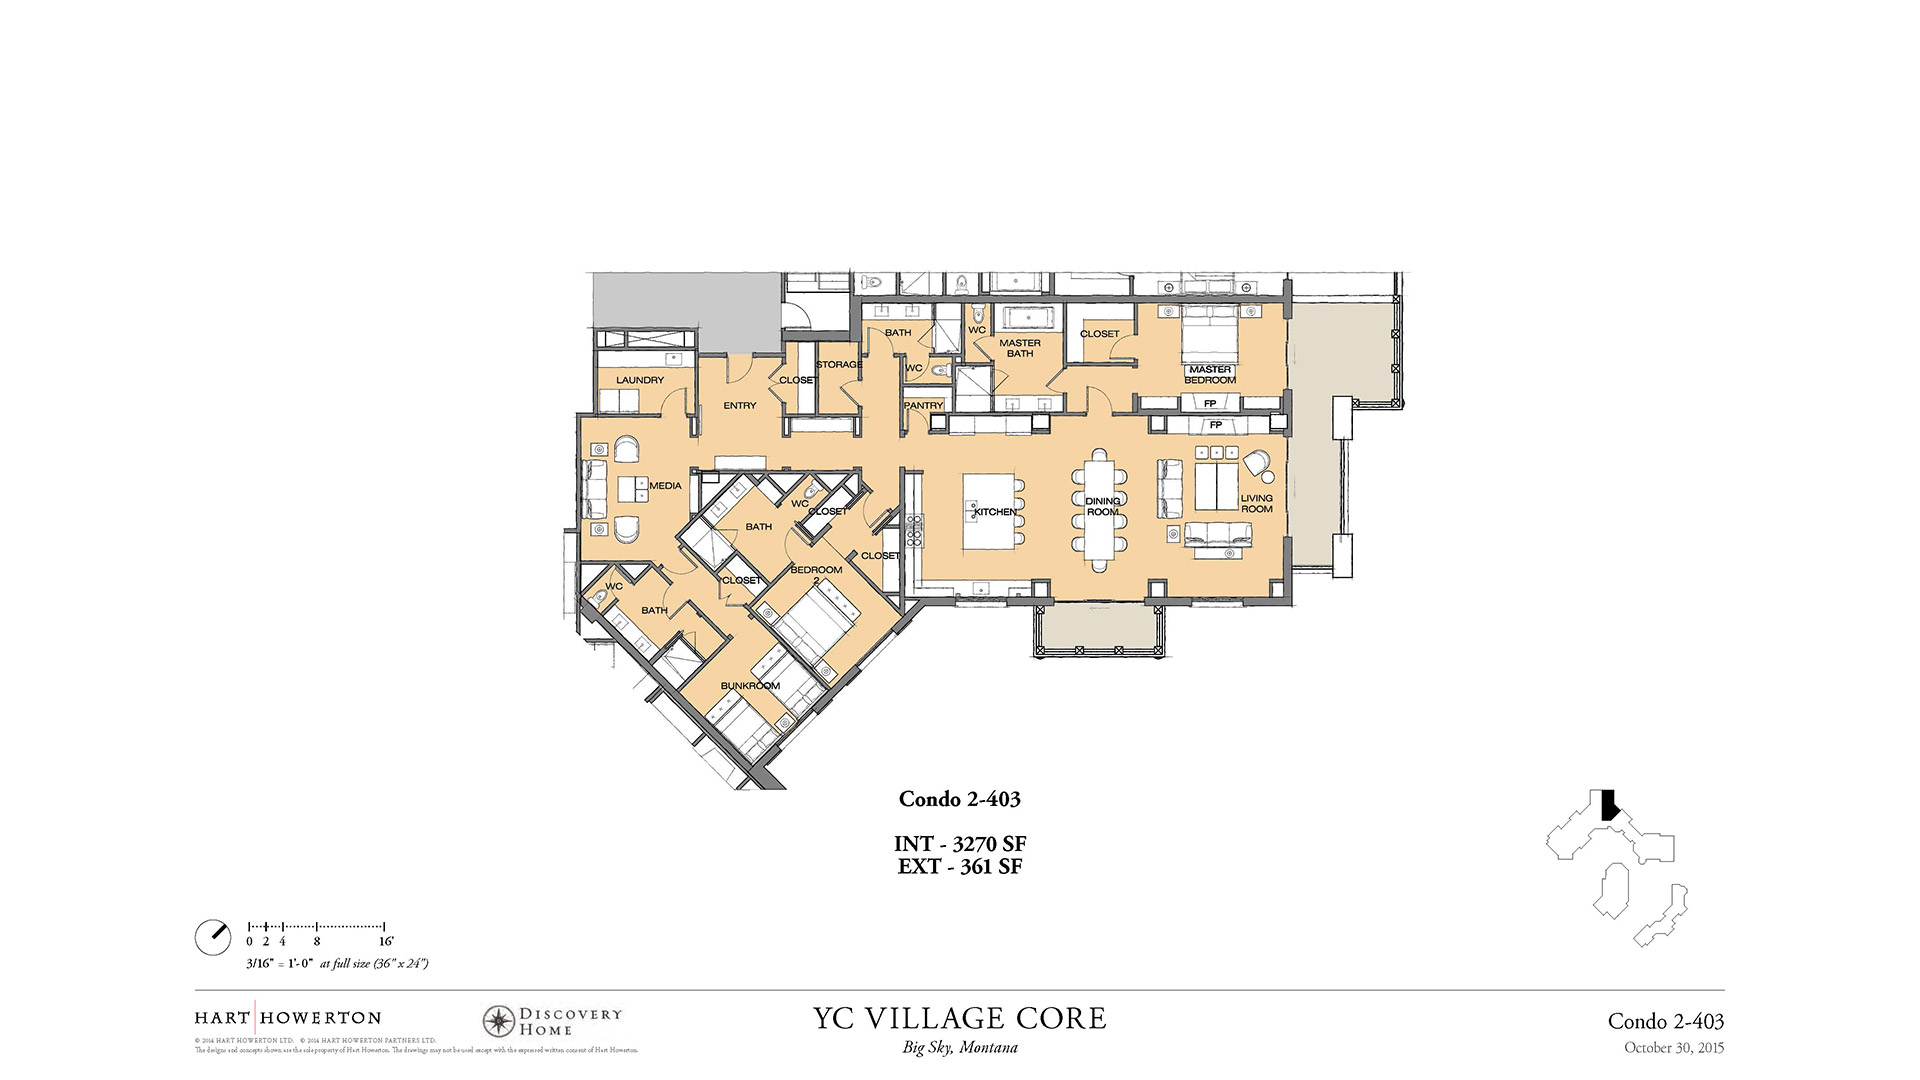 BATH
WC
MASTER
BATH
CLOSET
MASTER
BEDROOM
FP
FP
LAUNDRY
ENTRY
CLOSET
STORAGE
WC
PANTRY
MEDIA
WC
CLOSET
BATH
KITCHEN
DINING
ROOM
LIVING
ROOM
CLOSET
BEDROOM
2
CLOSET
WC
BATH
BUNKROOM
Condo 2-403
INT - 3270 SF
EXT - 361 SF
0 2 4 8 16'
3/16" = 1'-0" at full size (36" x 24")
HART HOWERTON
© 2014 HART HOWERTON LTD. © 2014 HART HOWERTON PARTNERS LTD.
The designs and concepts shown are the sole property of Hart Howerton. The drawings may not be used except with the expressed written consent of Hart Howerton.
DISCOVERY
HOME
YC VILLAGE CORE
Big Sky, Montana
Condo 2-403
October 30, 2015